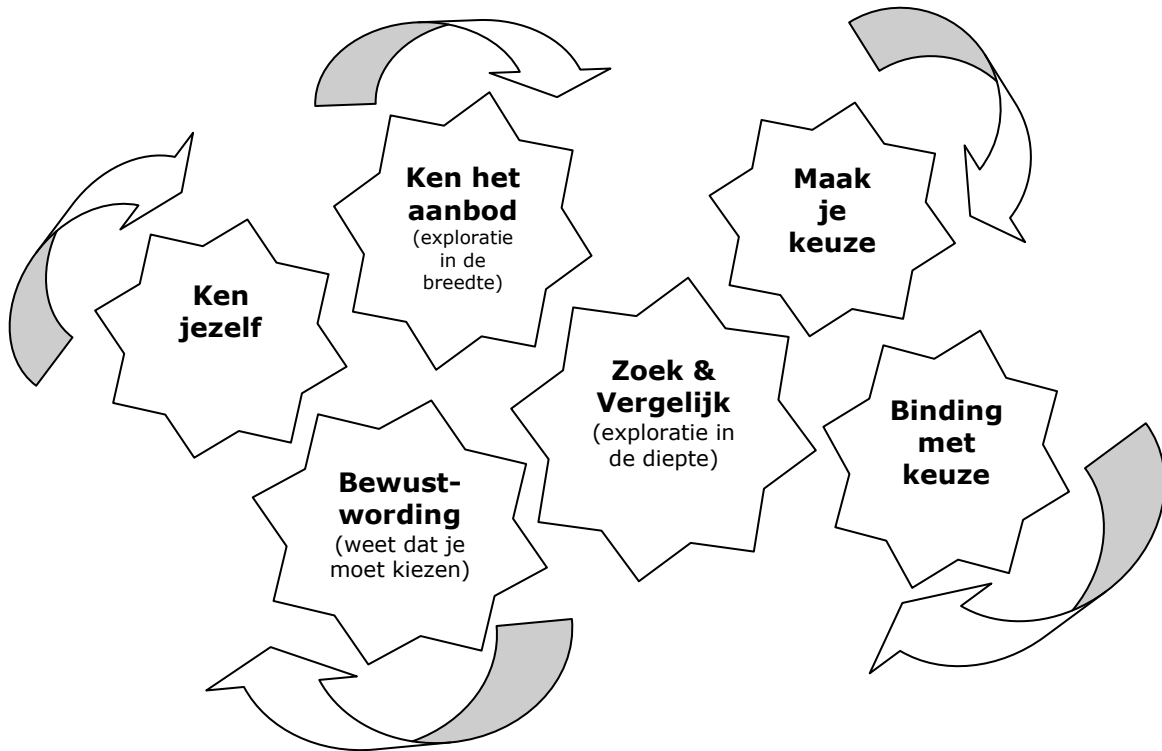 Ken het
aanbod
(exploratie
in de
breedte)
Maak
je
keuze
Ken
jezelf
Zoek &
Vergelijk
(exploratie in
de diepte)
Binding
met
keuze
Bewust-
wording
(weet dat je
moet kiezen)